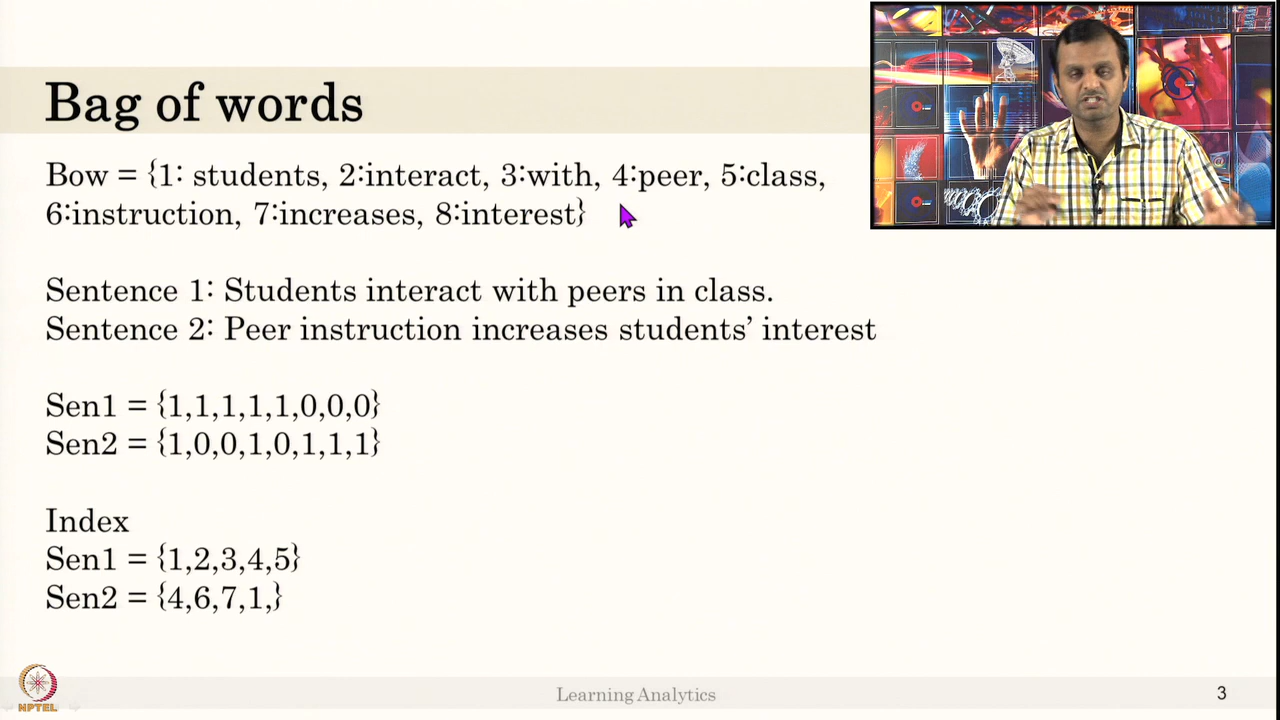 Bag of words
Bow = {1: students, 2:interact, 3:with, 4:peer, 5:class,
6:instruction, 7:increases, 8:interest}
Sentence 1: Students interact with peers in class.
Sentence 2: Peer instruction increases students’ interest
Sen1 = {1,1,1,1,1,0,0,0}
Sen2 = {1,0,0,1,0,1,1,1}
Index
Sen1 = {1,2,3,4,5}
Sen2 = {4,6,7,1,}
NPTEL
Learning Analytics
3